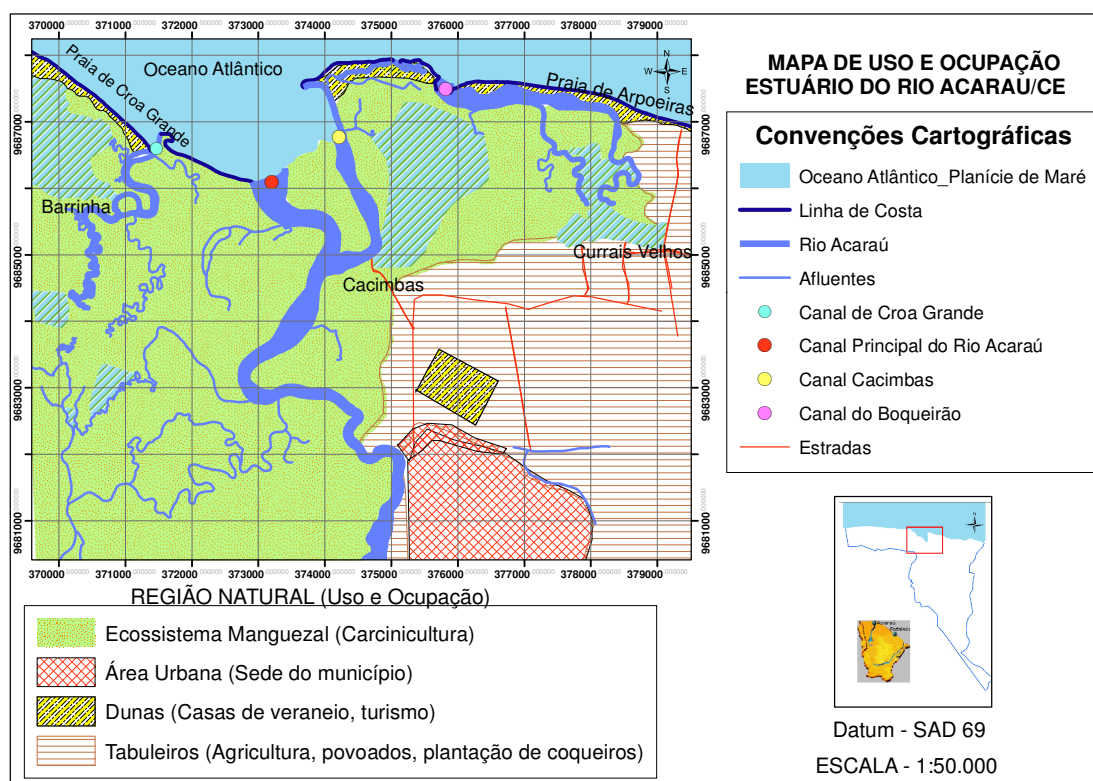 370000 371000 372000 373000 374000 375000 376000 377000 378000 379000
Praia de Croa Grande
Oceano Atlântico
Praia de Arpoeiras
N
W E
S
9687000
9687000
Barrinha
Currais Velhos
9685000
9685000
Cacimbas
9683000
9683000
9681000
9681000
370000 371000 372000 373000 374000 375000 376000 377000 378000 379000
MAPA DE USO E OCUPAÇÃO
ESTUÁRIO DO RIO ACARAU/CE
Convenções Cartográficas
Oceano Atlântico_Planície de Maré
Linha de Costa
Rio Acaraú
Afluentes
Canal de Croa Grande
Canal Principal do Rio Acaraú
Canal Cacimbas
Canal do Boqueirão
Estradas
REGIÃO NATURAL (Uso e Ocupação)
Ecossistema Manguezal (Carcinicultura)
Área Urbana (Sede do município)
Dunas (Casas de veraneio, turismo)
Tabuleiros (Agricultura, povoados, plantação de coqueiros)
Datum - SAD 69
ESCALA - 1:50.000